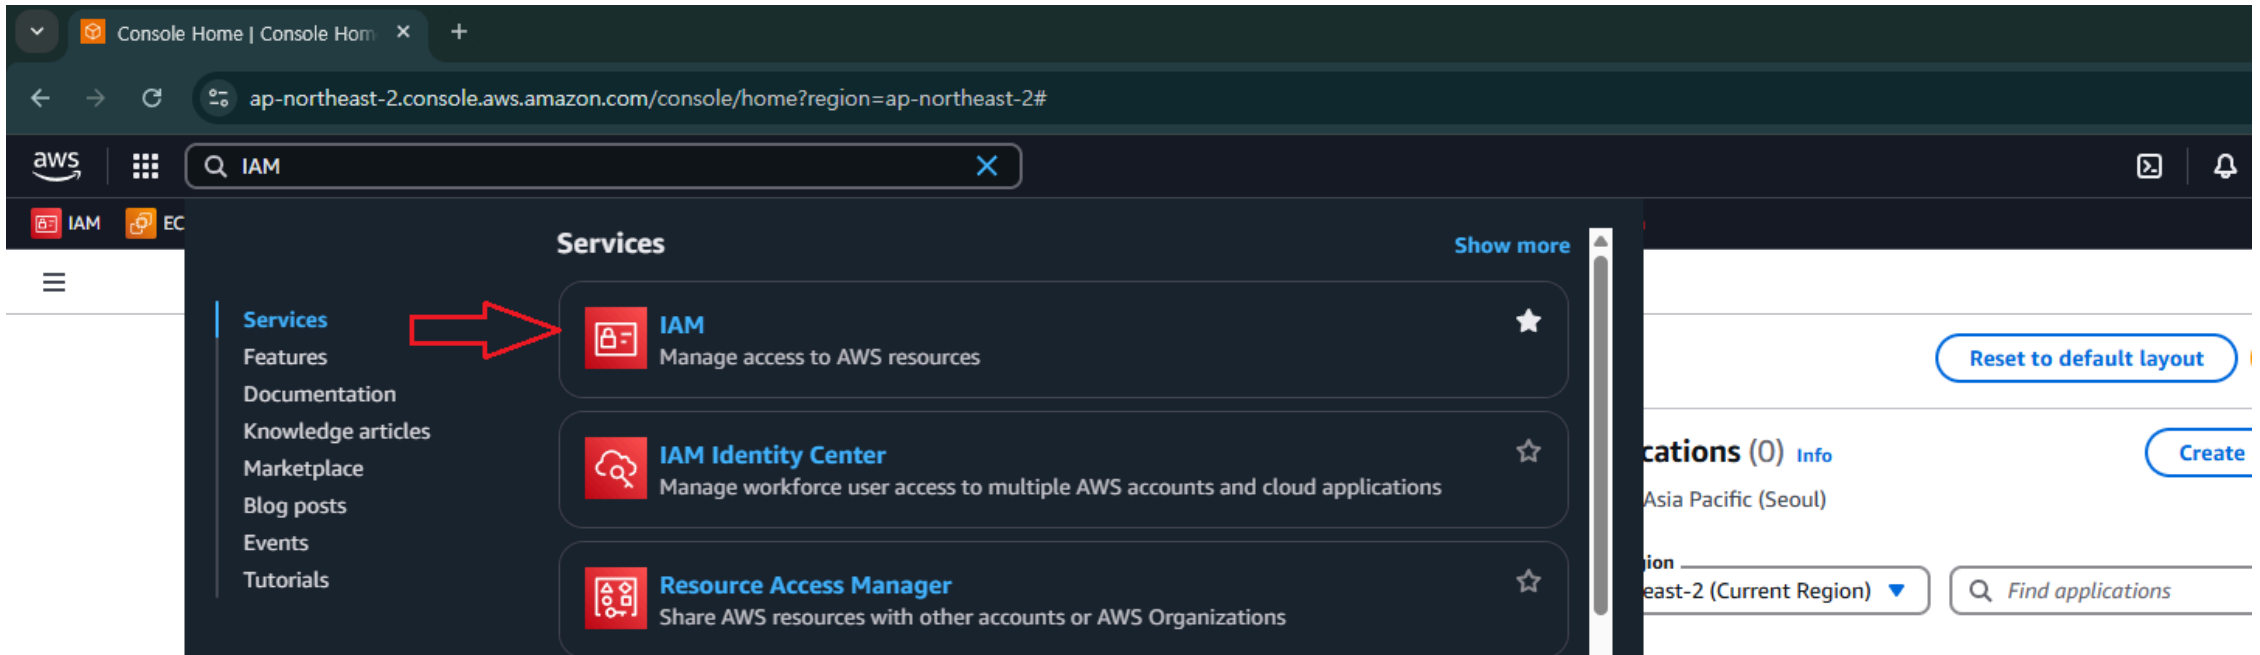 Console Home | Console Hom
ap-northeast-2.console.aws.amazon.com/console/home?region=ap-northeast-2#
aws
IAM
IAM
EC
Services
Show more
Services
Features
Documentation
Knowledge articles
Marketplace
Blog posts
Events
Tutorials
IAM
Manage access to AWS resources
IAM Identity Center
Manage workforce user access to multiple AWS accounts and cloud applications
Resource Access Manager
Share AWS resources with other accounts or AWS Organizations
Reset to default layout
cations (0) Info
Create
Asia Pacific (Seoul)
ion
east-2 (Current Region)
Find applications